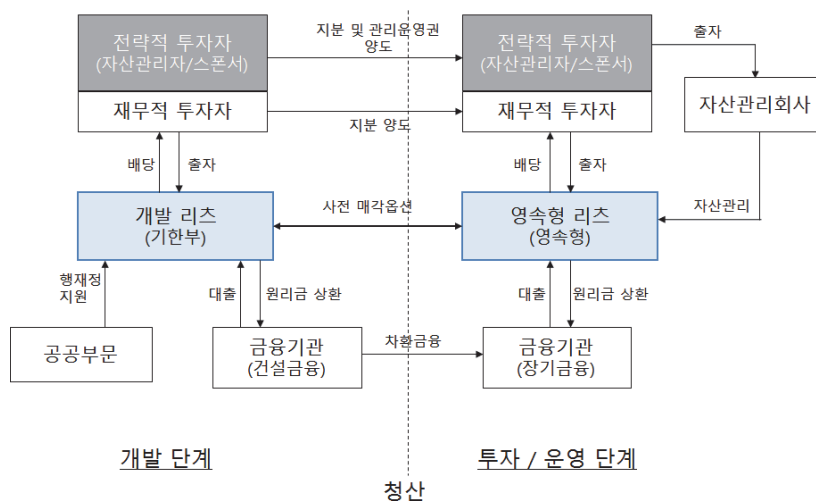 전략적 투자자
(자산관리자/스폰서)
지분 및 관리운영권
양도
전략적 투자자
(자산관리자/스폰서)
출자
재무적 투자자
지분 양도
재무적 투자자
자산관리회사
배당
출자
배당
출자
개발 리츠
(기한부)
사전 매각옵션
영속형 리츠
(영속형)
자산관리
행재정
지원
대출
원리금 상환
대출
원리금 상환
공공부문
금융기관
(건설금융)
차환금융
금융기관
(장기금융)
개발 단계
투자 / 운영 단계
청산